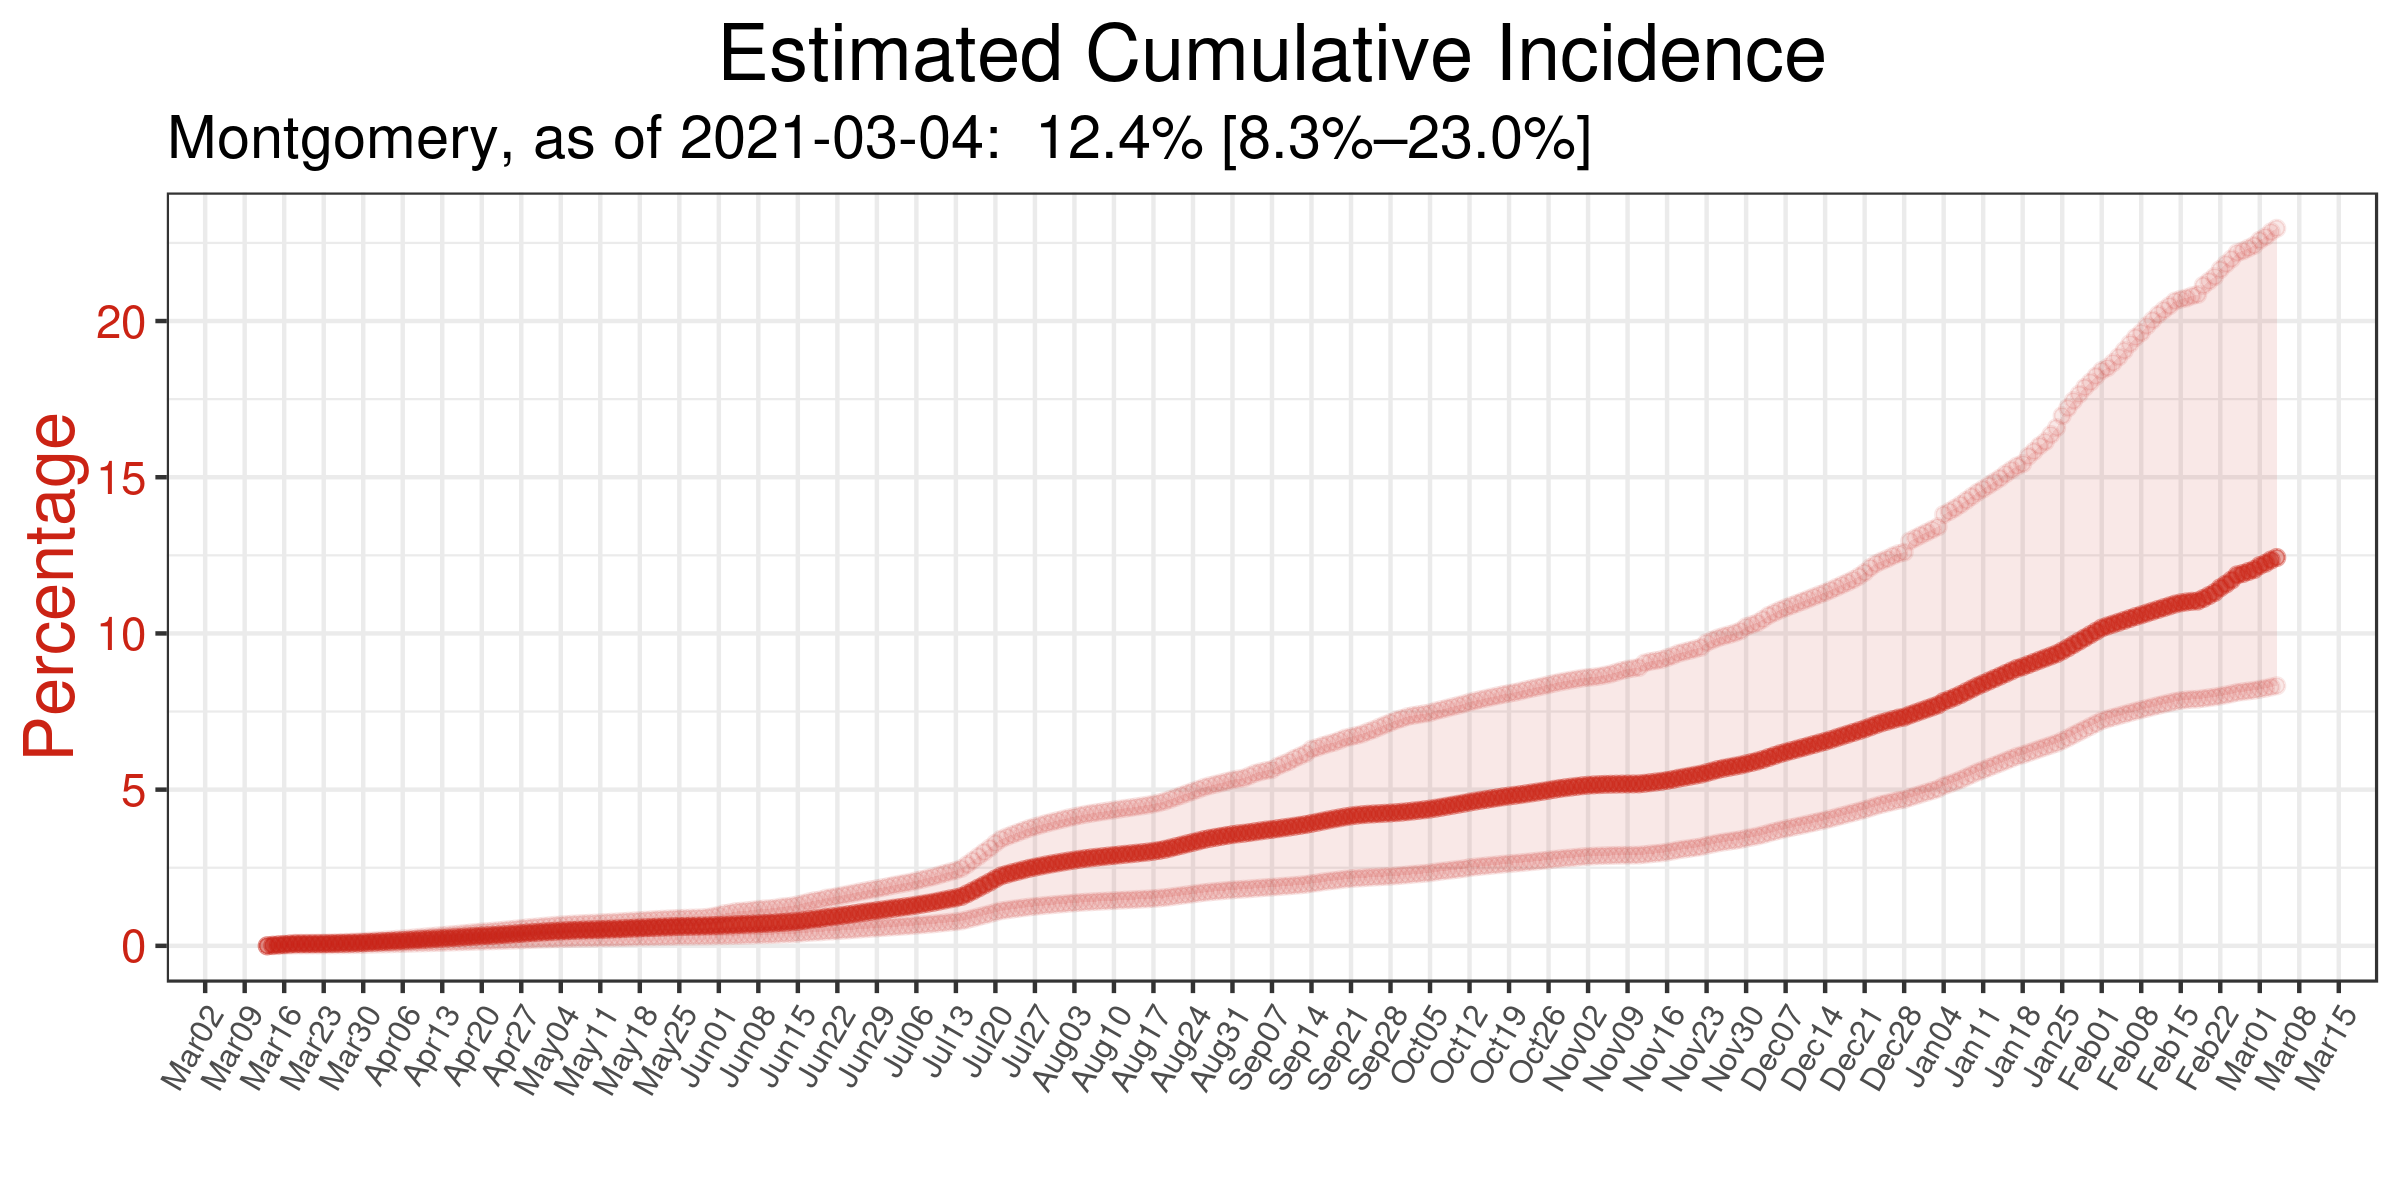 Estimated Cumulative Incidence
Montgomery, as of 2021-03-04:  12.4% [8.3%–23.0%]
Percentage
20
15
10
5
0
Mar02
Mar09
Mar16
Mar23
Mar30
Apr06
Apr13
Apr20
Apr27
May04
May11
May18
May25
Jun01
Jun08
Jun15
Jun22
Jun29
Jul06
Jul13
Jul20
Jul27
Aug03
Aug10
Aug17
Aug24
Aug31
Sep07
Sep14
Sep21
Sep28
Oct05
Oct12
Oct19
Oct26
Nov02
Nov09
Nov16
Nov23
Nov30
Dec07
Dec14
Dec21
Dec28
Jan04
Jan11
Jan18
Jan25
Feb01
Feb08
Feb15
Feb22
Mar01
Mar08
Mar15